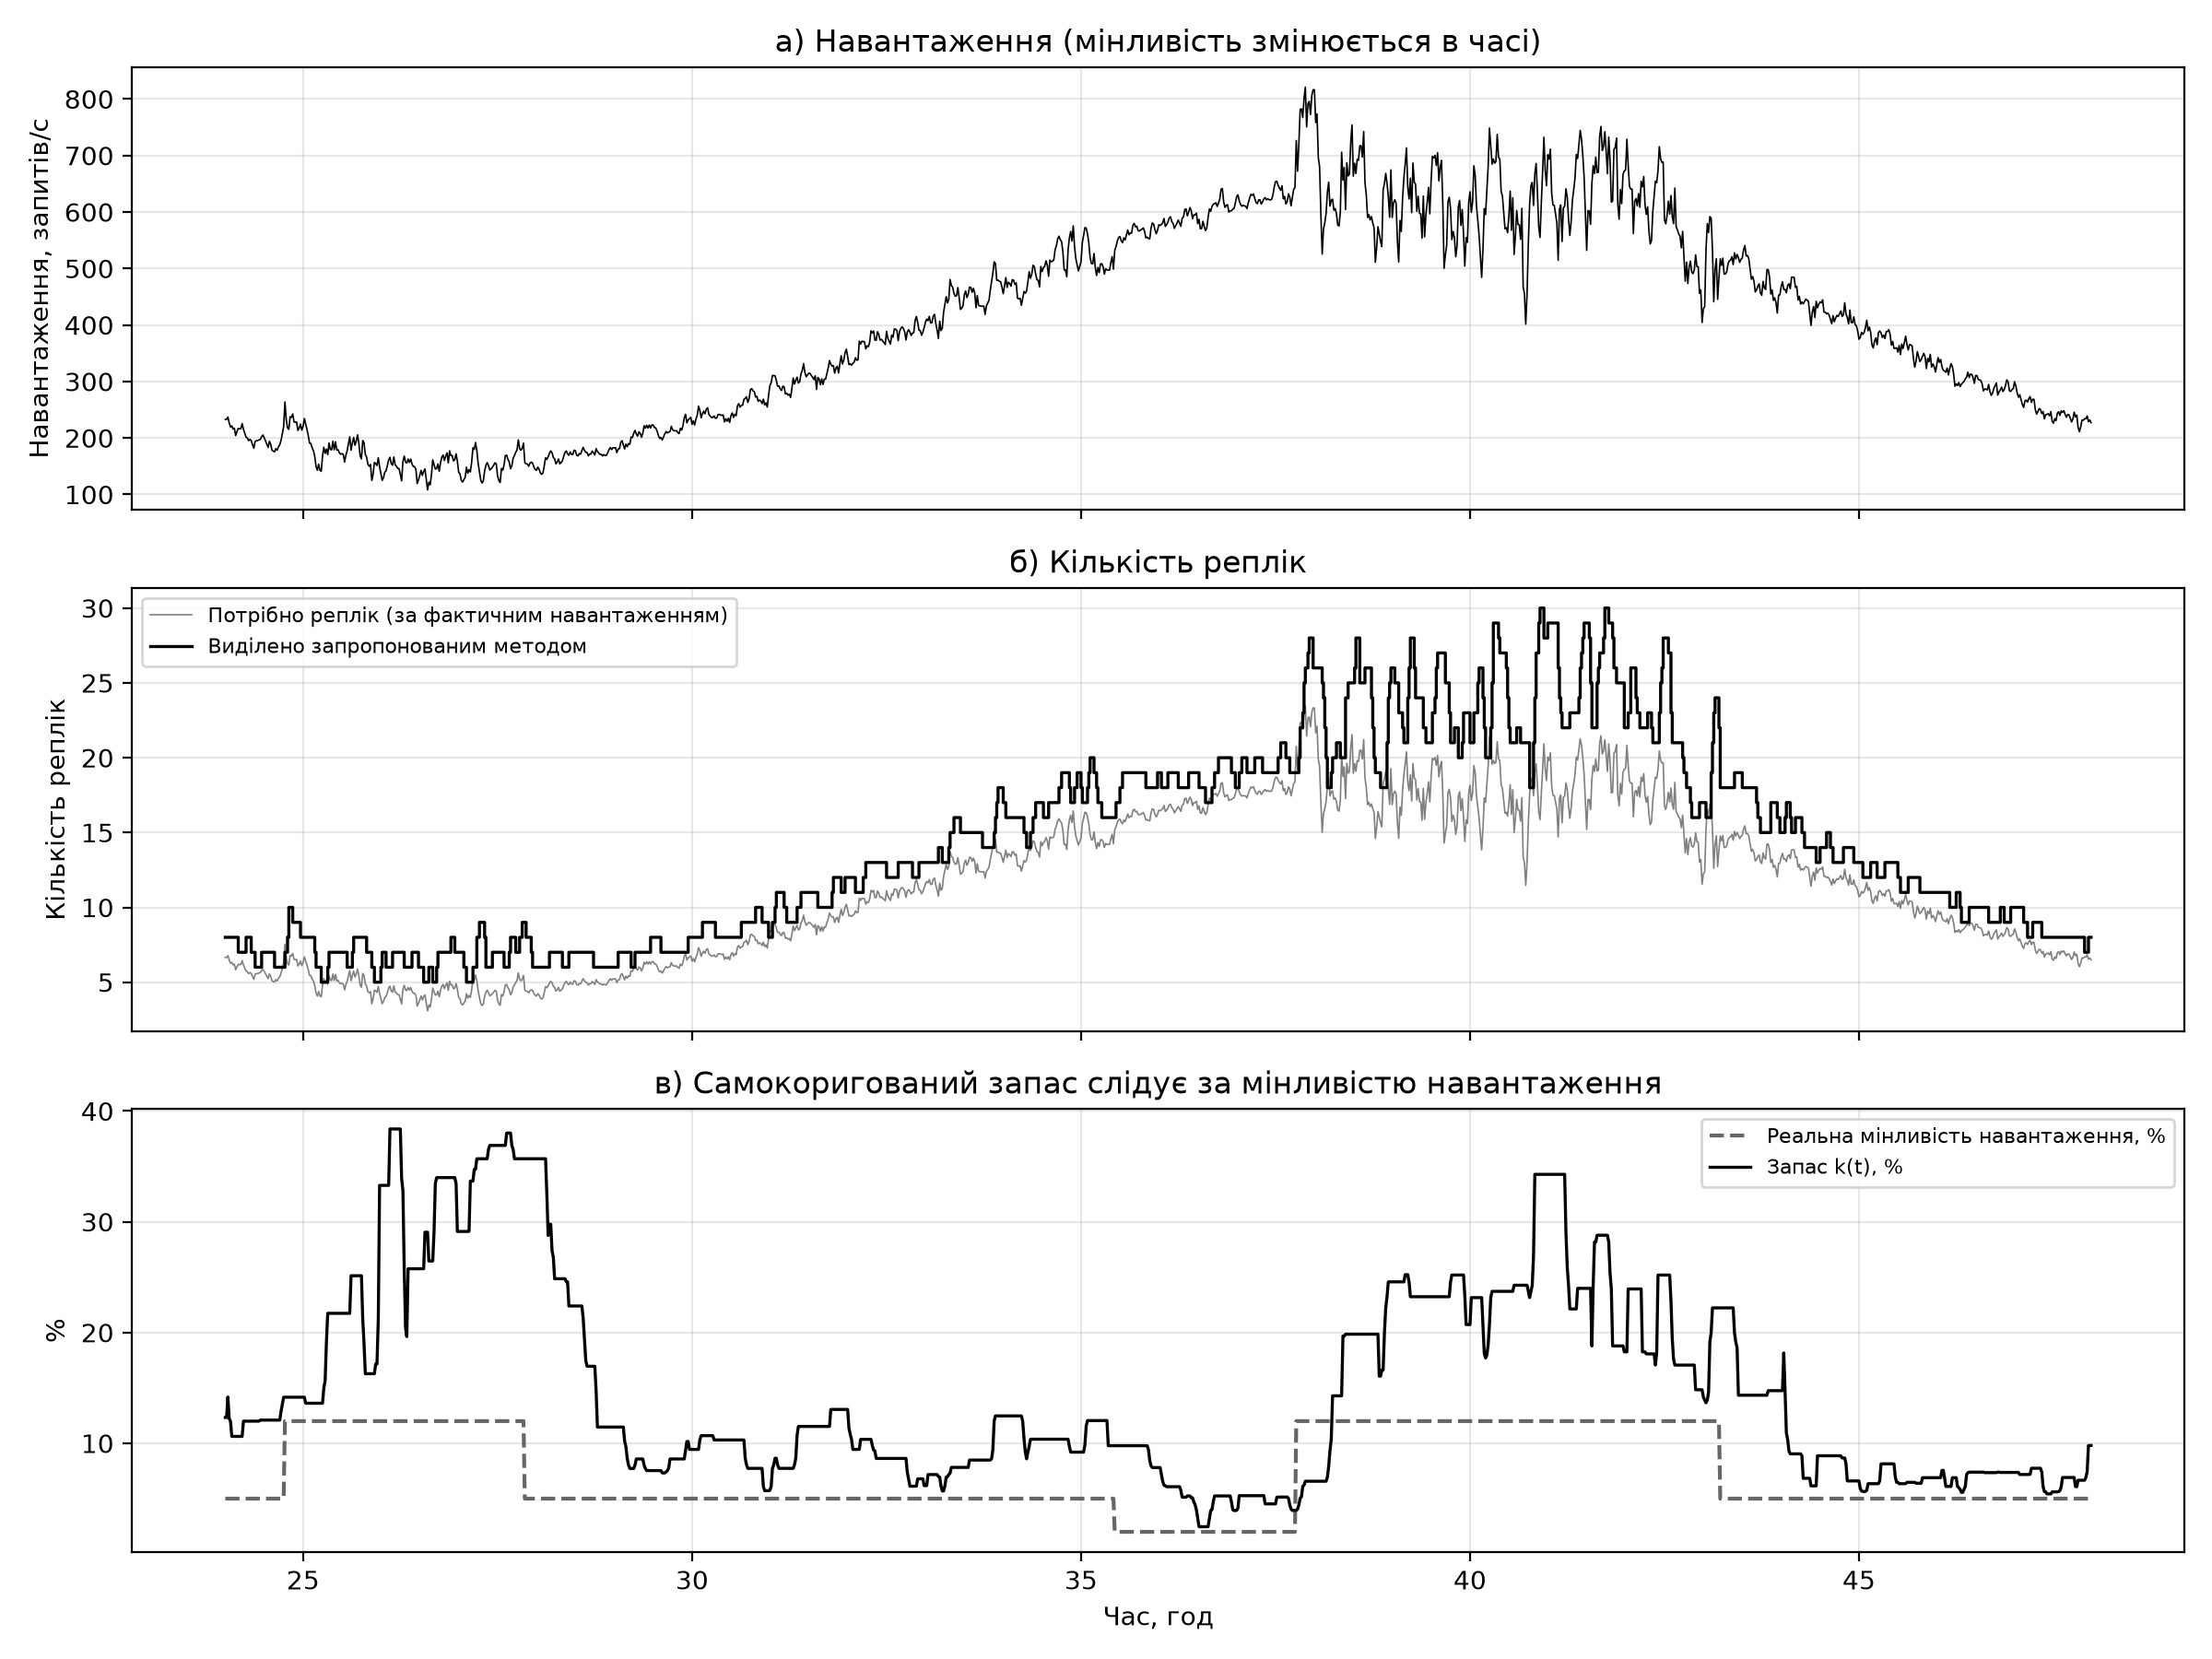 а) Навантаження (мінливість змінюється в часі)
Навантаження, запитів/с
800
700
600
500
400
300
200
100
б) Кількість реплік
Кількість реплік
30
25
20
15
10
5
Потрібно реплік (за фактичним навантаженням)
Виділено запропонованим методом
в) Самокоригований запас слідує за мінливістю навантаження
%
40
30
20
10
Реальна мінливість навантаження, %
Запас k(t), %
25 30 35 40 45
Час, год